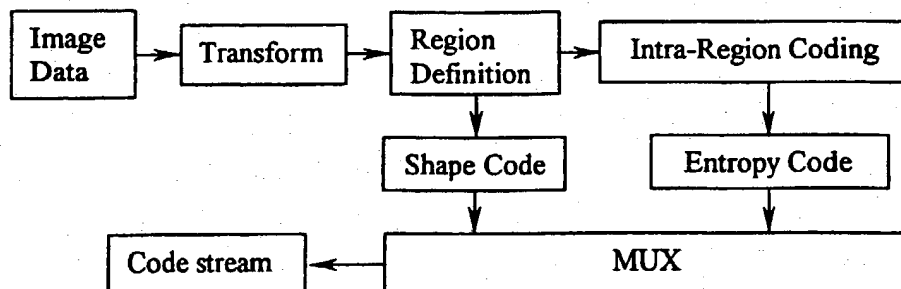 Image
Data
Transform
Region
Definition
Intra-Region Coding
Shape Code
Entropy Code
Code stream
MUX